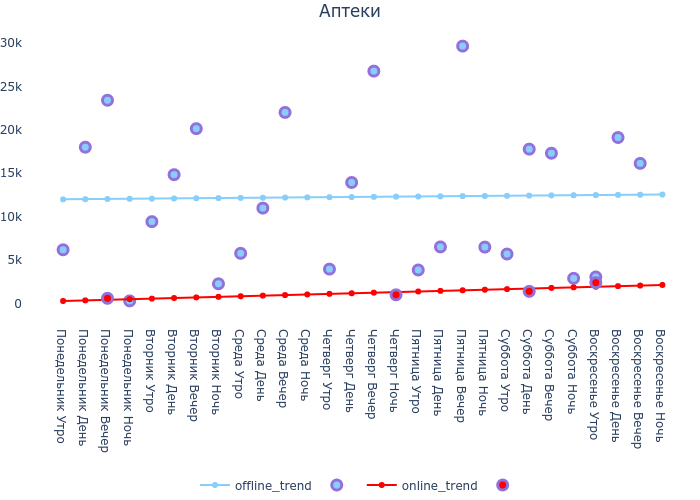 Аптеки
30k
25k
20k
15k
10k
5k
0
Понедельник Утро
Понедельник День
Понедельник Вечер
Понедельник Ночь
Вторник Утро
Вторник День
Вторник Вечер
Вторник Ночь
Среда Утро
Среда День
Среда Вечер
Среда Ночь
Четверг Утро
Четверг День
Четверг Вечер
Четверг Ночь
Пятница Утро
Пятница День
Пятница Вечер
Пятница Ночь
Суббота Утро
Суббота День
Суббота Вечер
Суббота Ночь
Воскресенье Утро
Воскресенье День
Воскресенье Вечер
Воскресенье Ночь
offline_trend
online_trend